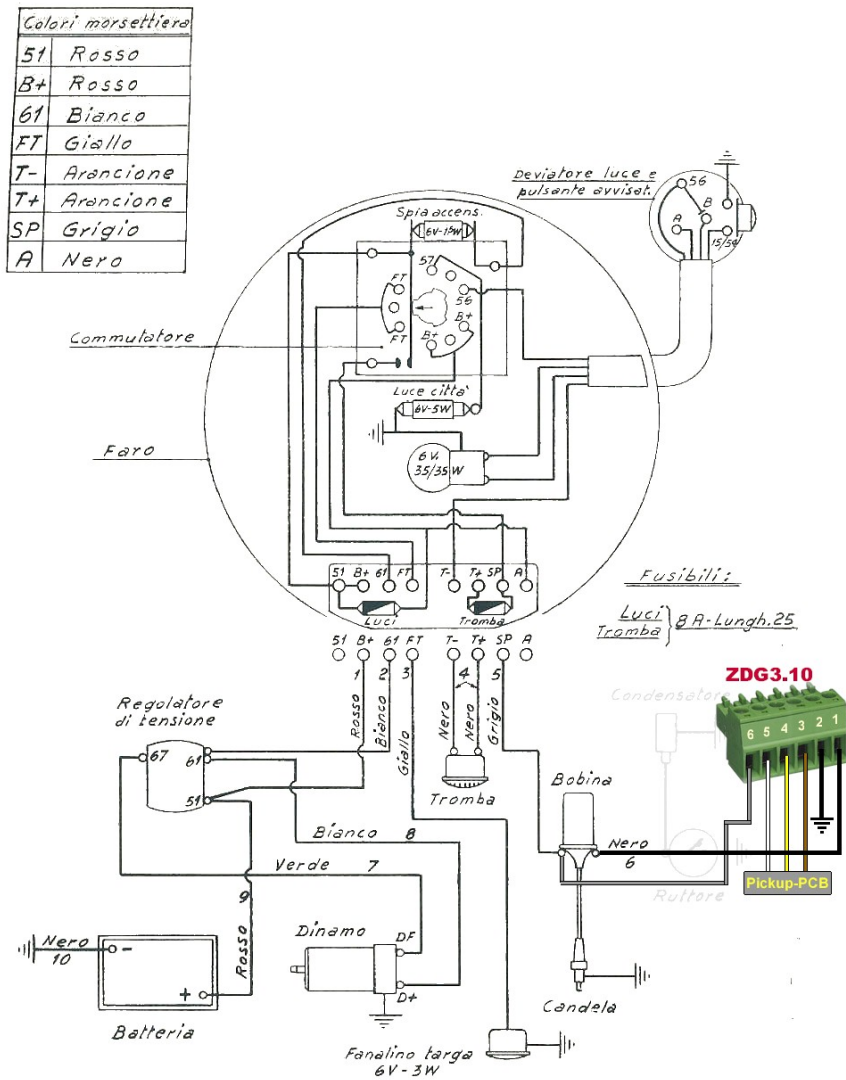 Colori morsettiera
51 Rosso
B+ Rosso
61 Bianco
FT Giallo
T- Arancione
T+ Arancione
SP Grigio
A Nero
Deviatore luce e
pulsante avvisat.
56
B
A
15/54
Spia accens.
6V-1,5W
57
FT
56
B+
FT
B+
Commutatore
Luce città
6V-5W
Faro
6V.
35/35W
51 B+ 61 FT T- T+ SP A
Luci Tromba
Fusibili:
Luci
Tromba } 8A-Lungh.25
51 B+ 61 FT T- T+ SP A
1 2 3 4 5
Rosso
Bianco
Giallo
Nero
Nero
Grigio
ZDG3.10
Condensatore
6 5 4 3 2 1
Regolatore
di tensione
67
61
51
Tromba
Bobina
Nero
6
Bianco 8
Verde 7
Pickup-PCB
Ruttore
9
Rosso
Nero
10
-
+
Batteria
Dinamo
DF
D+
Candela
Fanalino targa
6V-3W